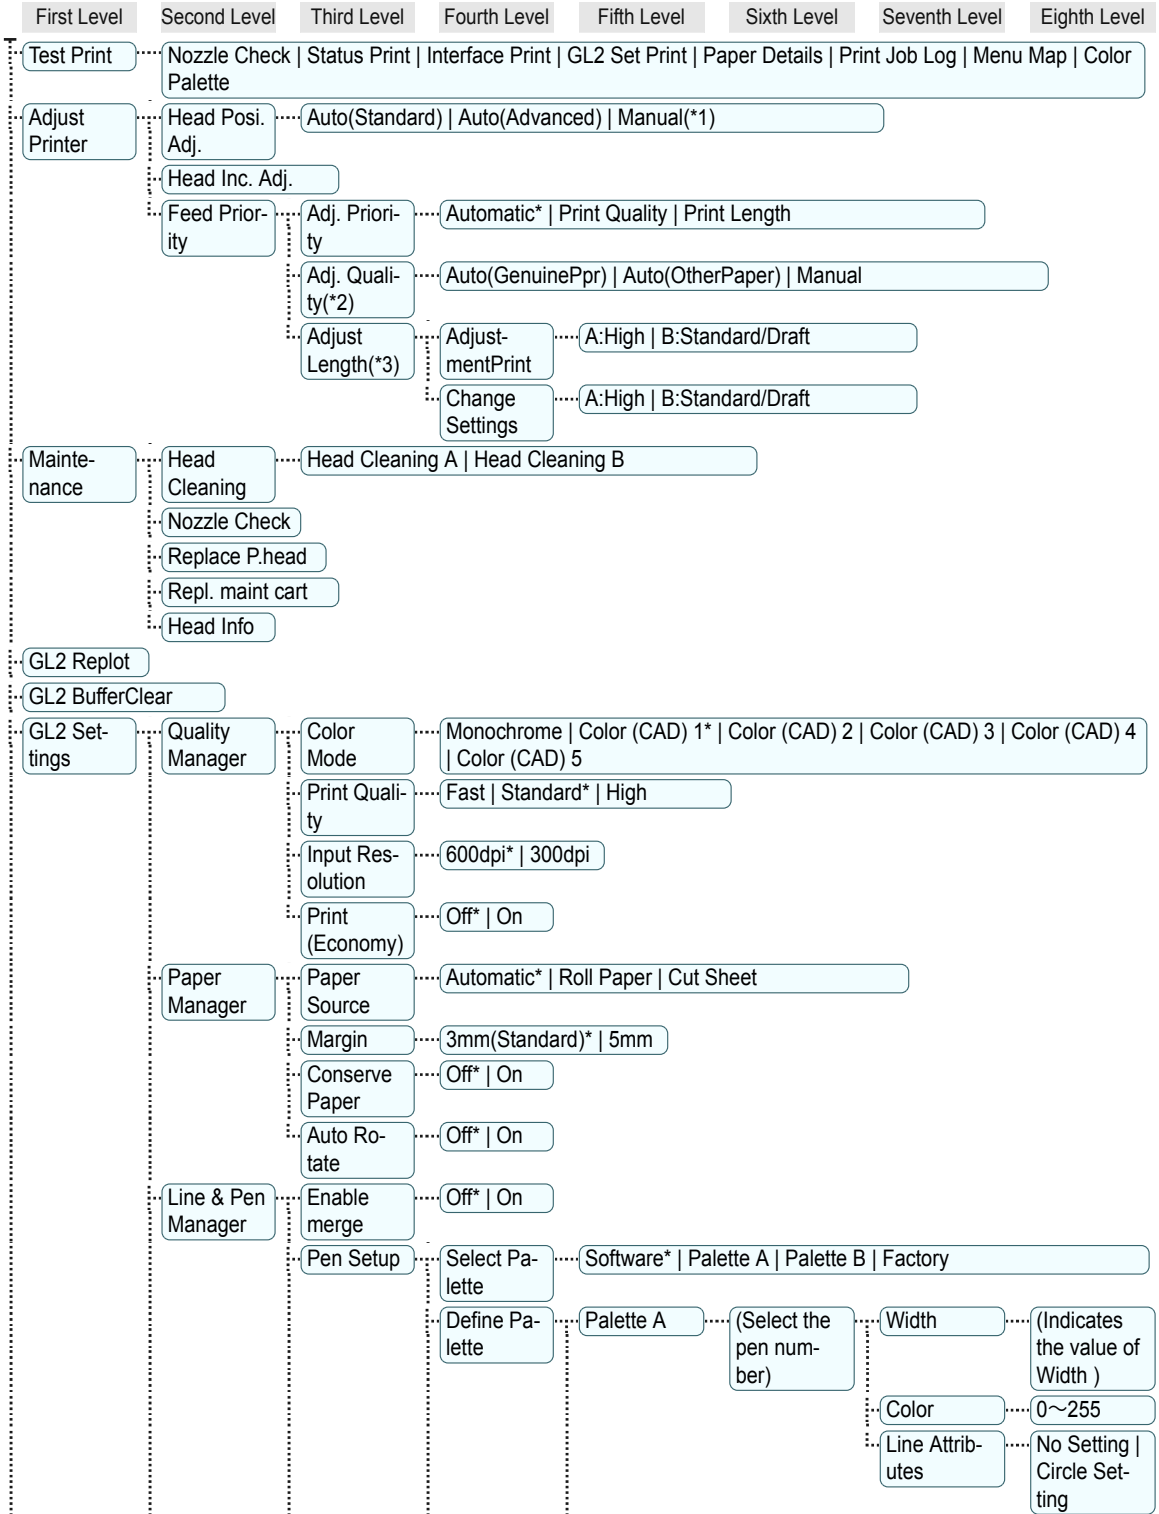 First Level Second Level Third Level Fourth Level Fifth Level Sixth Level Seventh Level Eighth Level
Test Print
Nozzle Check | Status Print | Interface Print | GL2 Set Print | Paper Details | Print Job Log | Menu Map | Color
Palette
Adjust
Printer
Head Posi.
Adj.
Auto(Standard) | Auto(Advanced) | Manual(*1)
Head Inc. Adj.
Feed Prior-
ity
Adj. Priori-
ty
Automatic* | Print Quality | Print Length
Adj. Quali-
ty(*2)
Auto(GenuinePpr) | Auto(OtherPaper) | Manual
Adjust
Length(*3)
Adjust-
mentPrint
A:High | B:Standard/Draft
Change
Settings
A:High | B:Standard/Draft
Mainte-
nance
Head
Cleaning
Head Cleaning A | Head Cleaning B
Nozzle Check
Replace P.head
Repl. maint cart
Head Info
GL2 Replot
GL2 BufferClear
GL2 Set-
tings
Quality
Manager
Color
Mode
Monochrome | Color (CAD) 1* | Color (CAD) 2 | Color (CAD) 3 | Color (CAD) 4
| Color (CAD) 5
Print Quali-
ty
Fast | Standard* | High
Input Res-
olution
600dpi* | 300dpi
Print
(Economy)
Off* | On
Paper
Manager
Paper
Source
Automatic* | Roll Paper | Cut Sheet
Margin
3mm(Standard)* | 5mm
Conserve
Paper
Off* | On
Auto Ro-
tate
Off* | On
Line & Pen
Manager
Enable
merge
Off* | On
Pen Setup
Select Pa-
lette
Software* | Palette A | Palette B | Factory
Define Pa-
lette
Palette A
(Select the
pen num-
ber)
Width
(Indicates
the value of
Width )
Color
0～255
Line Attrib-
utes
No Setting |
Circle Set-
ting